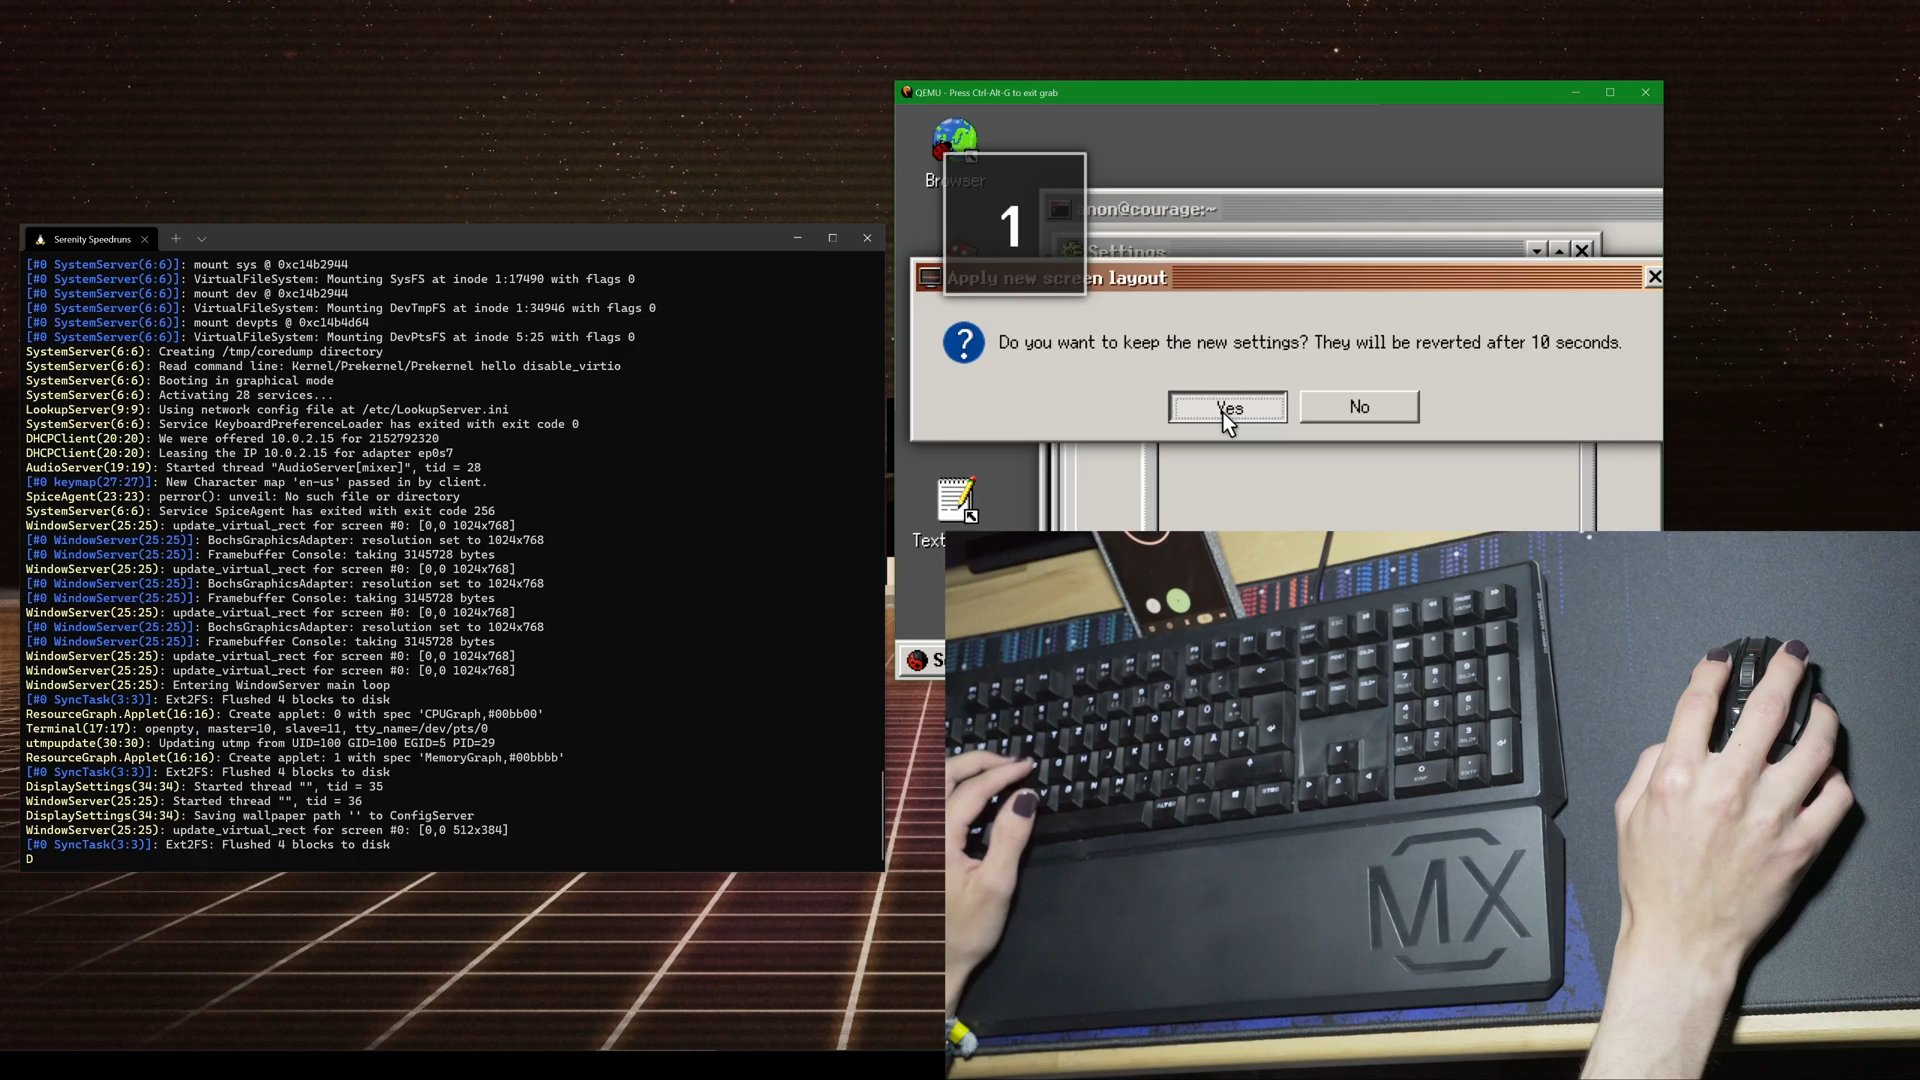 Serenity Speedruns
[#0 SystemServer(6:6)]: mount sys @ 0xc14b2944
[#0 SystemServer(6:6)]: VirtualFileSystem: Mounting SysFS at inode 1:17490 with flags 0
[#0 SystemServer(6:6)]: mount dev @ 0xc14b2944
[#0 SystemServer(6:6)]: VirtualFileSystem: Mounting DevTmpFS at inode 1:34946 with flags 0
[#0 SystemServer(6:6)]: mount devpts @ 0xc14b4d64
[#0 SystemServer(6:6)]: VirtualFileSystem: Mounting DevPtsFS at inode 5:25 with flags 0
SystemServer(6:6): Creating /tmp/coredump directory
SystemServer(6:6): Read command line: Kernel/Prekernel/Prekernel hello disable_virtio
SystemServer(6:6): Booting in graphical mode
SystemServer(6:6): Activating 28 services...
LookupServer(9:9): Using network config file at /etc/LookupServer.ini
SystemServer(6:6): Service KeyboardPreferenceLoader has exited with exit code 0
DHCPClient(20:20): We were offered 10.0.2.15 for 2152792320
DHCPClient(20:20): Leasing the IP 10.0.2.15 for adapter ep0s7
AudioServer(19:19): Started thread "AudioServer[mixer]", tid = 28
[#0 keymap(27:27)]: New Character map 'en-us' passed in by client.
SpiceAgent(23:23): perror(): unveil: No such file or directory
SystemServer(6:6): Service SpiceAgent has exited with exit code 256
WindowServer(25:25): update_virtual_rect for screen #0: [0,0 1024x768]
[#0 WindowServer(25:25)]: BochsGraphicsAdapter: resolution set to 1024x768
[#0 WindowServer(25:25)]: Framebuffer Console: taking 3145728 bytes
WindowServer(25:25): update_virtual_rect for screen #0: [0,0 1024x768]
[#0 WindowServer(25:25)]: BochsGraphicsAdapter: resolution set to 1024x768
[#0 WindowServer(25:25)]: Framebuffer Console: taking 3145728 bytes
WindowServer(25:25): update_virtual_rect for screen #0: [0,0 1024x768]
[#0 WindowServer(25:25)]: BochsGraphicsAdapter: resolution set to 1024x768
[#0 WindowServer(25:25)]: Framebuffer Console: taking 3145728 bytes
WindowServer(25:25): update_virtual_rect for screen #0: [0,0 1024x768]
WindowServer(25:25): update_virtual_rect for screen #0: [0,0 1024x768]
WindowServer(25:25): Entering WindowServer main loop
[#0 SyncTask(3:3)]: Ext2FS: Flushed 4 blocks to disk
ResourceGraph.Applet(16:16): Create applet: 0 with spec 'CPUGraph,#00bb00'
Terminal(17:17): openpty, master=10, slave=11, tty_name=/dev/pts/0
utmpupdate(30:30): Updating utmp from UID=100 GID=100 EGID=5 PID=29
ResourceGraph.Applet(16:16): Create applet: 1 with spec 'MemoryGraph,#00bbbb'
[#0 SyncTask(3:3)]: Ext2FS: Flushed 4 blocks to disk
DisplaySettings(34:34): Started thread "", tid = 35
WindowServer(25:25): Started thread "", tid = 36
DisplaySettings(34:34): Saving wallpaper path '' to ConfigServer
WindowServer(25:25): update_virtual_rect for screen #0: [0,0 512x384]
[#0 SyncTask(3:3)]: Ext2FS: Flushed 4 blocks to disk
D
QEMU - Press Ctrl-Alt-G to exit grab
Browser
1
anon@courage:~
Settings
Apply new screen layout
Do you want to keep the new settings? They will be reverted after 10 seconds.
Yes
No
Text
S
MX